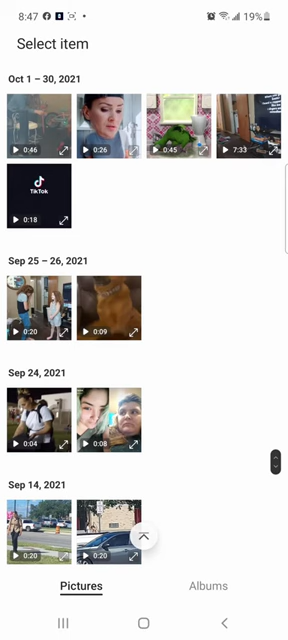 8:47
19%
Select item
Oct 1 – 30, 2021
0:46
0:26
0:45
7:33
TikTok
0:18
Sep 25 – 26, 2021
0:20
0:09
Sep 24, 2021
0:04
0:08
Sep 14, 2021
0:20
0:20
Pictures
Albums